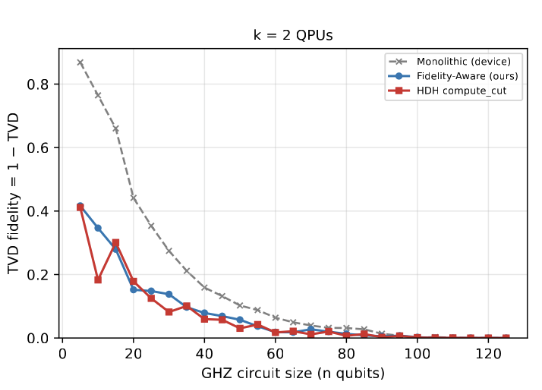 k = 2 QPUs
Monolithic (device)
Fidelity-Aware (ours)
HDH compute_cut
TVD fidelity = 1 − TVD
0.8
0.6
0.4
0.2
0.0
0 20 40 60 80 100 120
GHZ circuit size (n qubits)